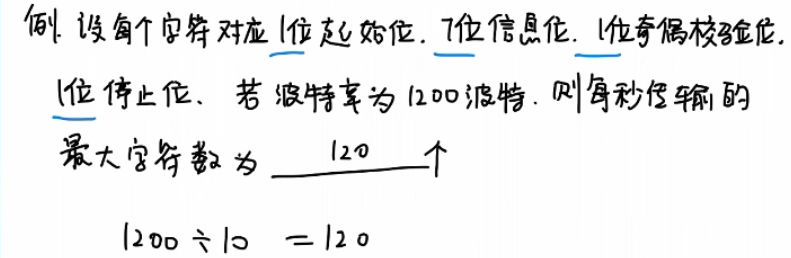 例. 设每个字符对应1位起始位. 7位信息位. 1位奇偶校验位.
1位停止位. 若波特率为1200波特. 则每秒传输的
最大字符数为 120 个
1200÷10 =120